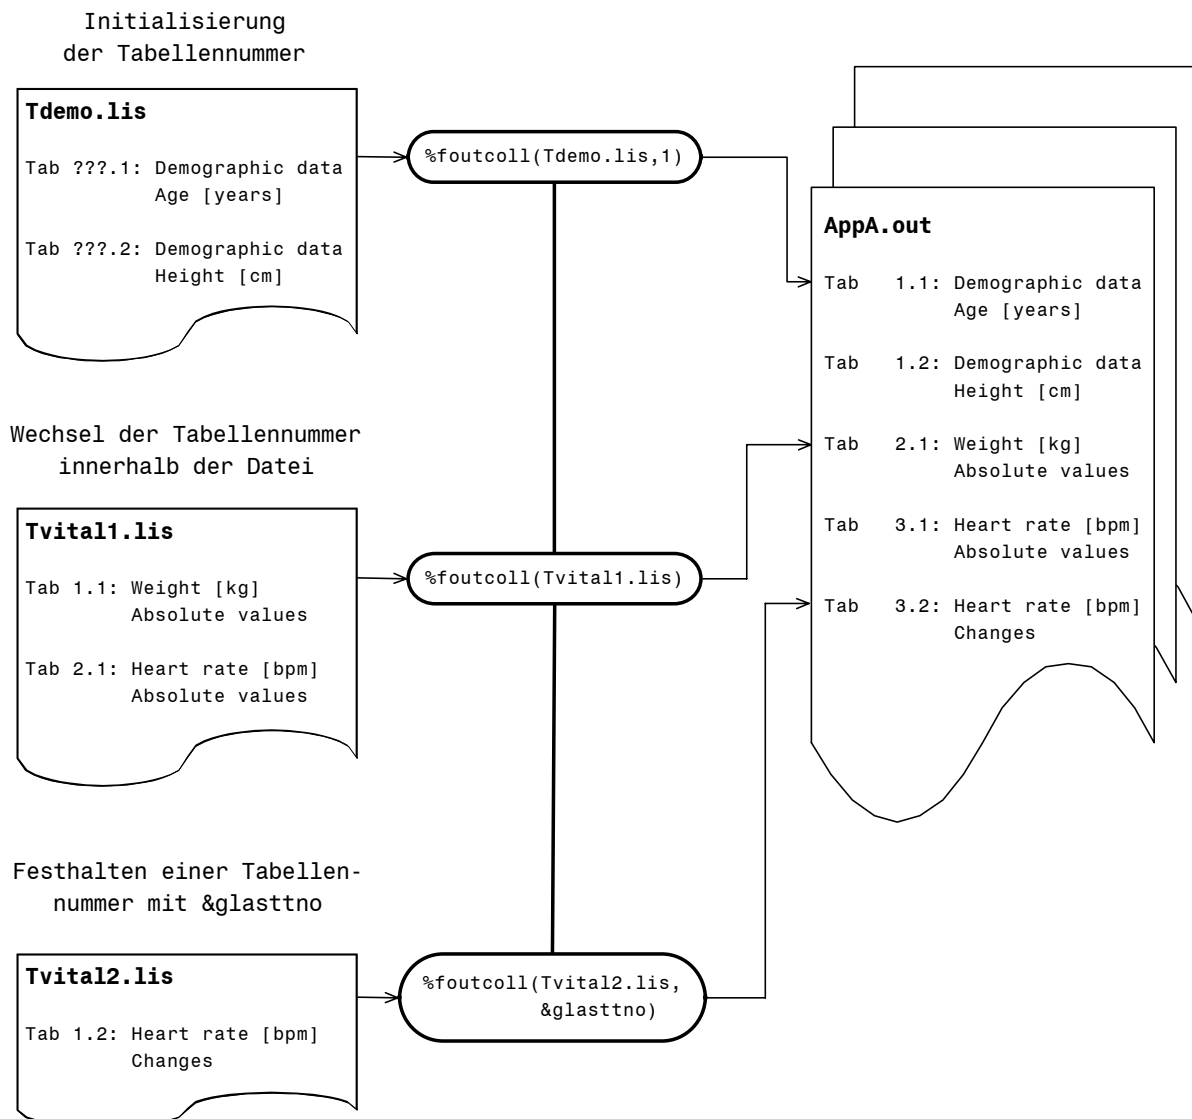 Initialisierung
der Tabellennummer
Tdemo.lis
Tab ???.1: Demographic data
Age [years]
Tab ???.2: Demographic data
Height [cm]
%foutcoll(Tdemo.lis,1)
Wechsel der Tabellennummer
innerhalb der Datei
Tvital1.lis
Tab 1.1: Weight [kg]
Absolute values
Tab 2.1: Heart rate [bpm]
Absolute values
%foutcoll(Tvital1.lis)
Festhalten einer Tabellen-
nummer mit &glasttno
Tvital2.lis
Tab 1.2: Heart rate [bpm]
Changes
%foutcoll(Tvital2.lis,
&glasttno)
AppA.out
Tab   1.1: Demographic data
Age [years]
Tab   1.2: Demographic data
Height [cm]
Tab   2.1: Weight [kg]
Absolute values
Tab   3.1: Heart rate [bpm]
Absolute values
Tab   3.2: Heart rate [bpm]
Changes